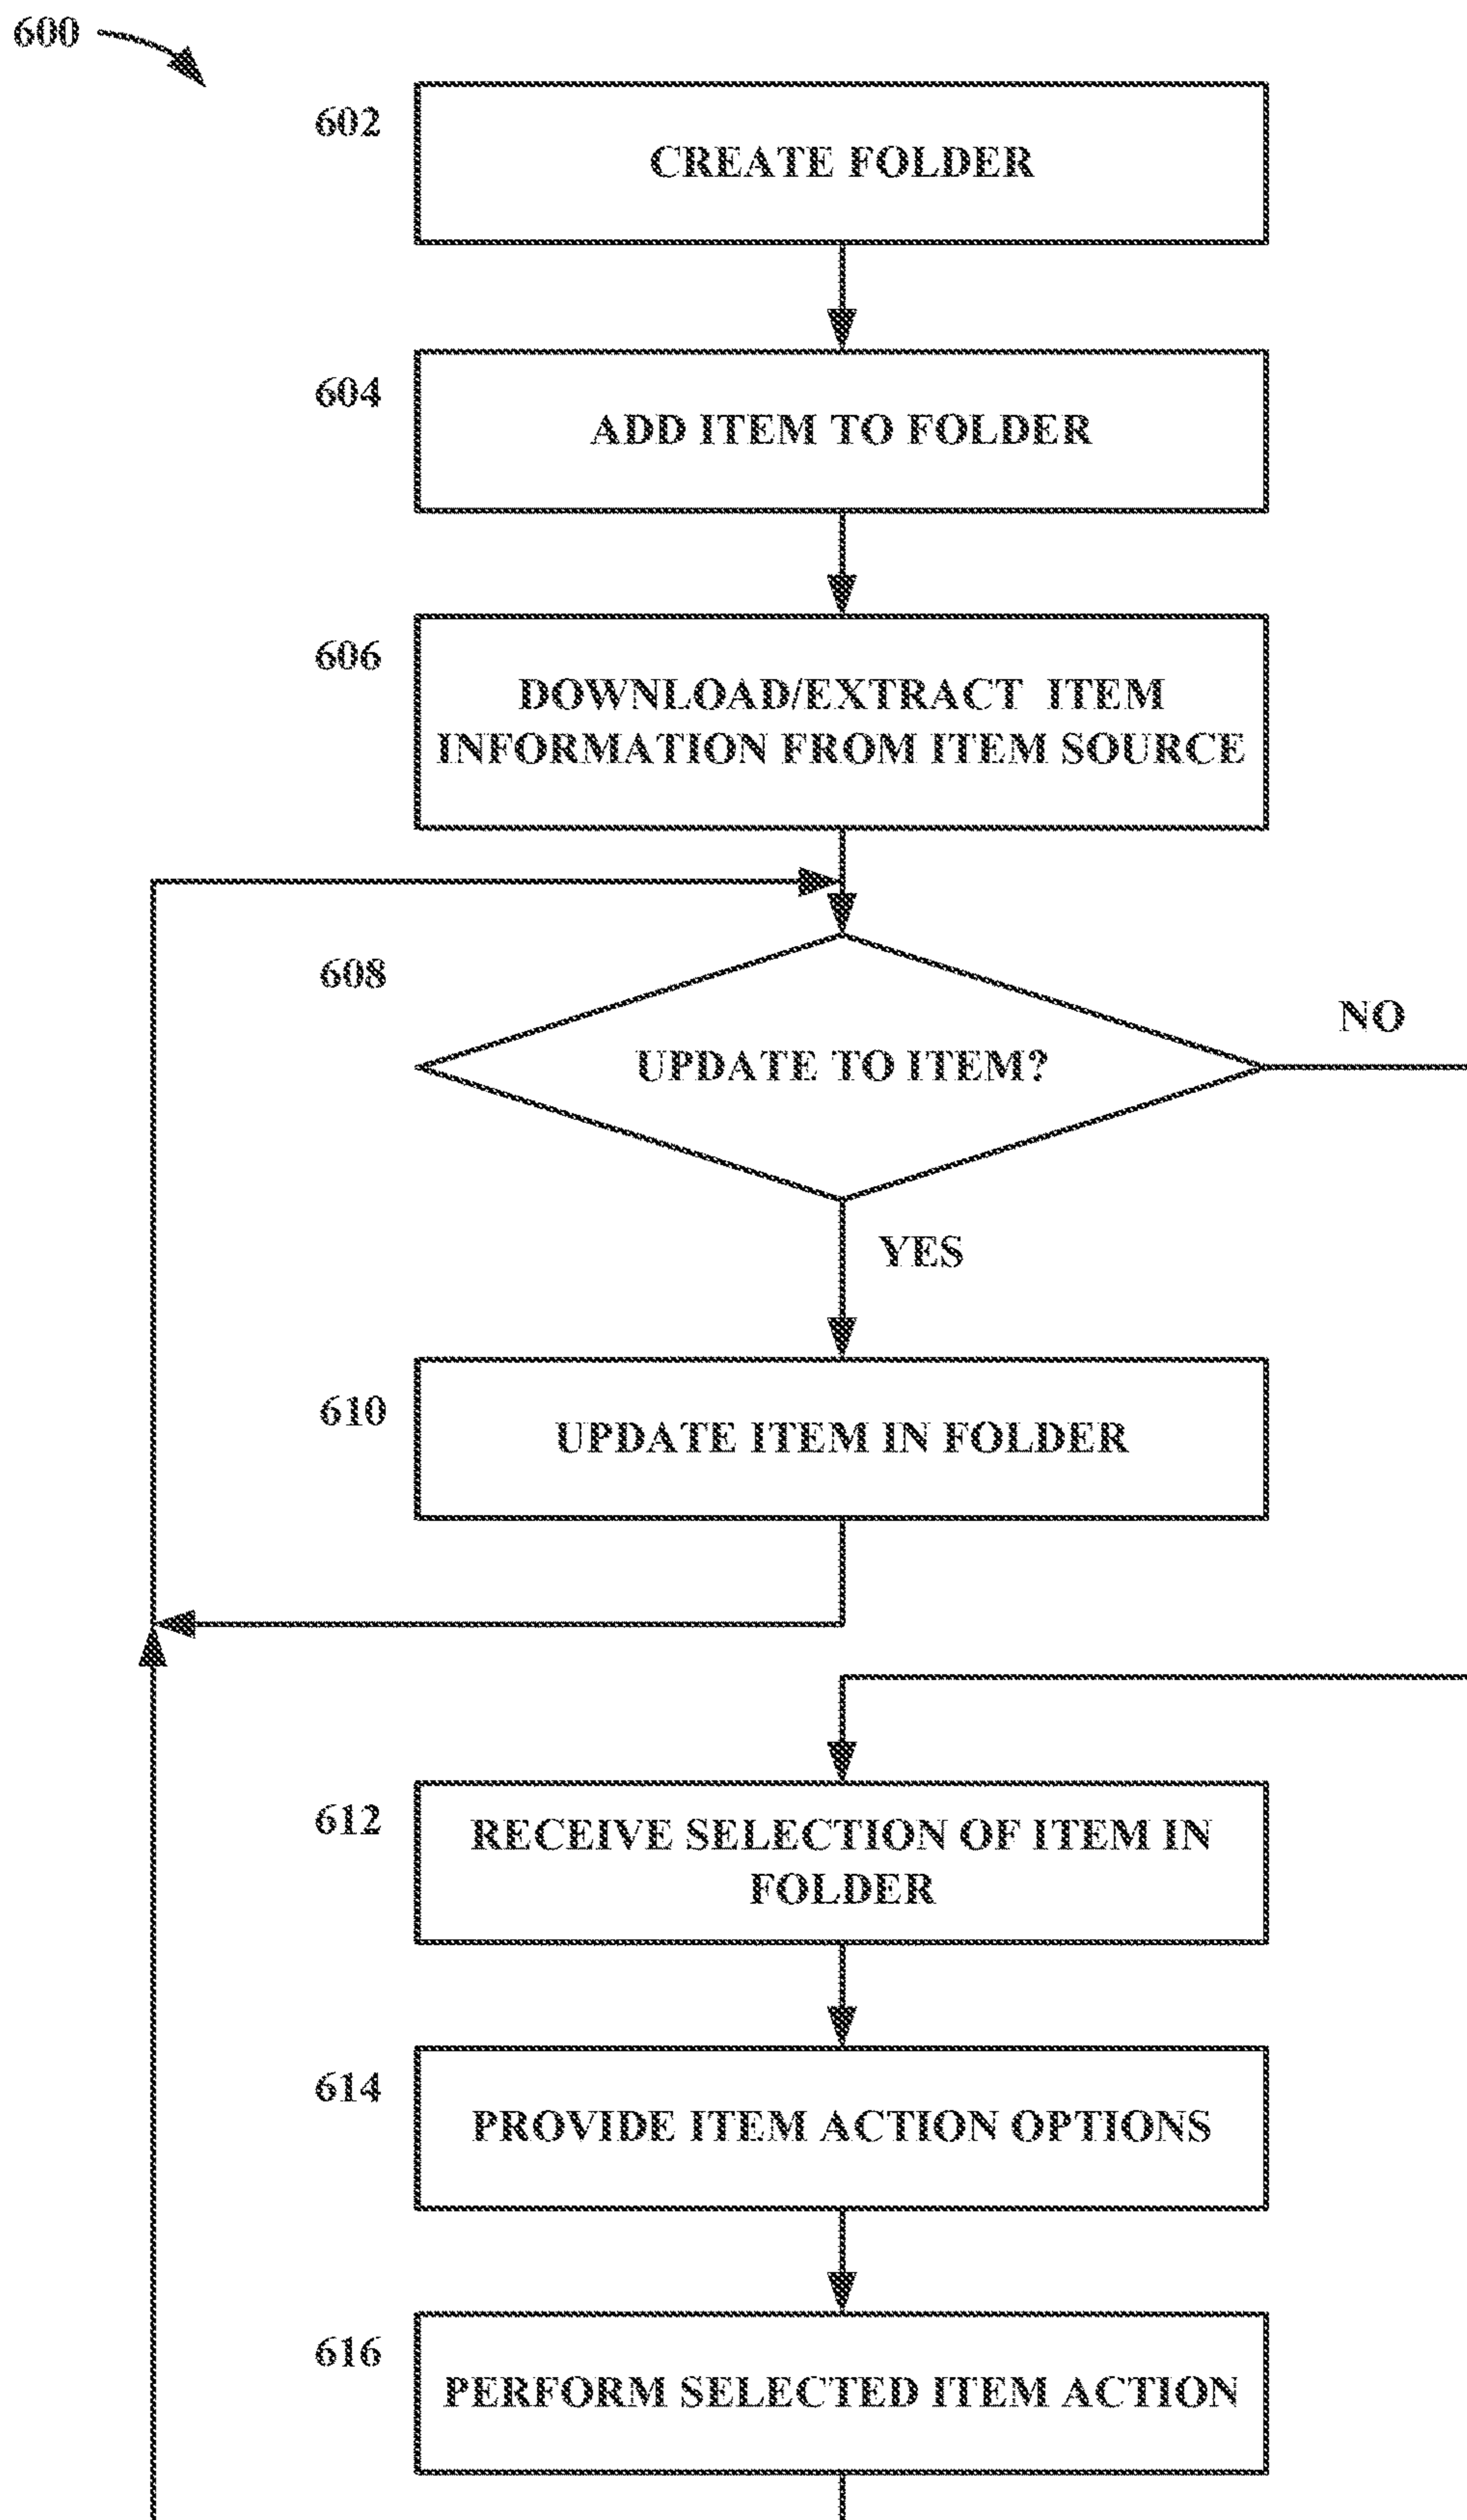 600
602
CREATE FOLDER
604
ADD ITEM TO FOLDER
606
DOWNLOAD/EXTRACT ITEM
INFORMATION FROM ITEM SOURCE
608
NO
UPDATE TO ITEM?
YES
610
UPDATE ITEM IN FOLDER
612
RECEIVE SELECTION OF ITEM IN
FOLDER
614
PROVIDE ITEM ACTION OPTIONS
616
PERFORM SELECTED ITEM ACTION